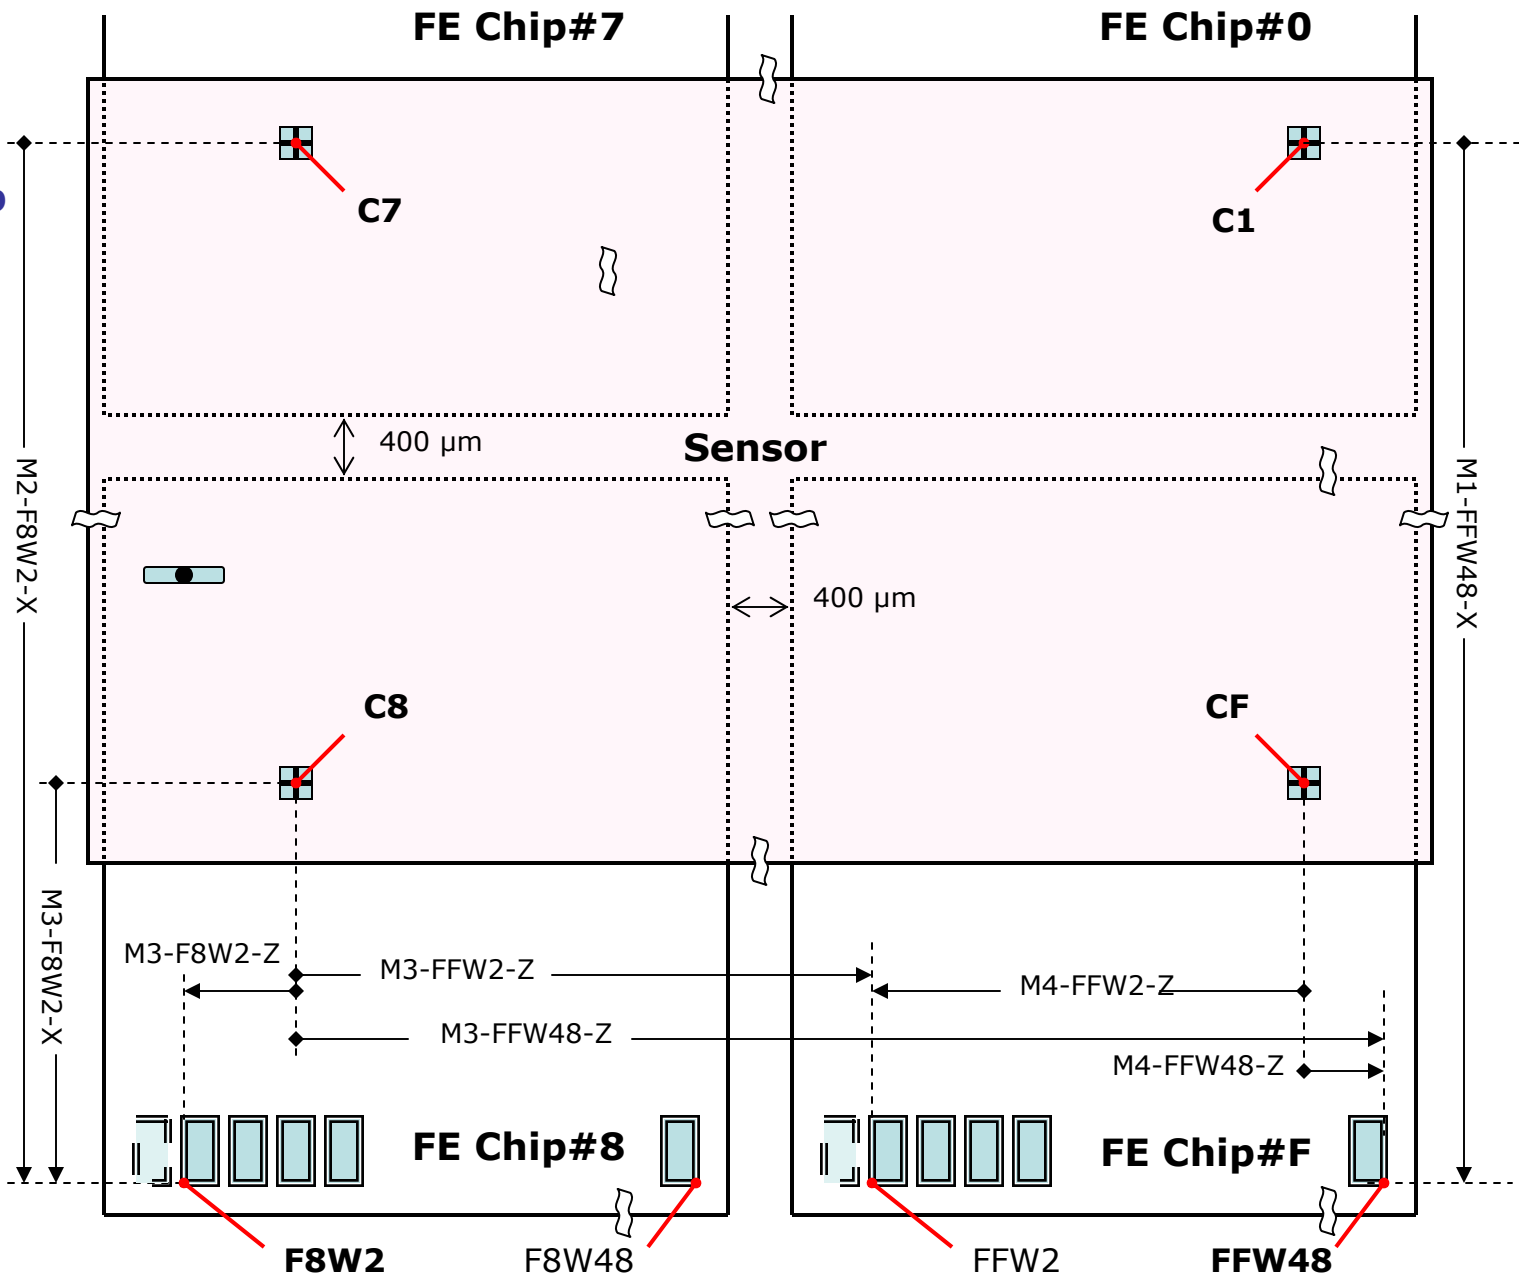 FE Chip#7
FE Chip#0
C7
C1
400 µm
Sensor
M2-F8W2-X
M1-FFW48-X
400 µm
C8
CF
M3-F8W2-X
M3-F8W2-Z
M3-FFW2-Z
M4-FFW2-Z
M3-FFW48-Z
M4-FFW48-Z
FE Chip#8
FE Chip#F
F8W2
F8W48
FFW2
FFW48